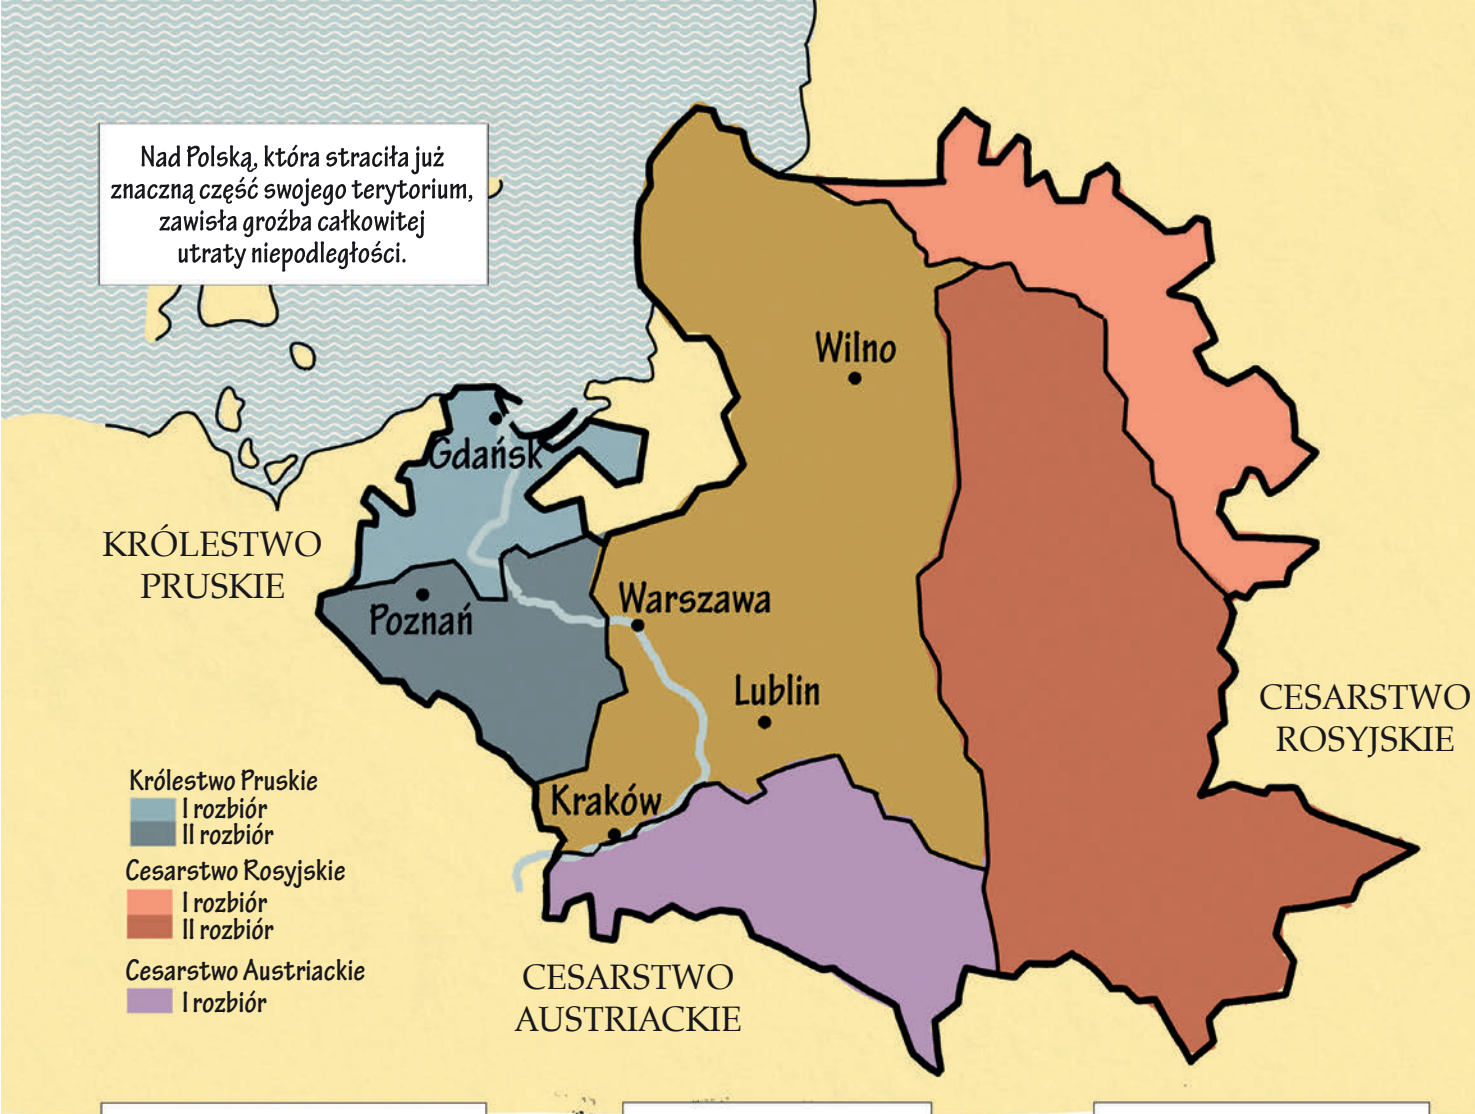 Nad Polską, która straciła już
znaczną część swojego terytorium,
zawisła groźba całkowitej
utraty niepodległości.
Wilno
Gdańsk
KRÓLESTWO
PRUSKIE
Poznań
Warszawa
Lublin
CESARSTWO
ROSYJSKIE
Kraków
Królestwo Pruskie
I rozbiór
II rozbiór
Cesarstwo Rosyjskie
I rozbiór
II rozbiór
Cesarstwo Austriackie
I rozbiór
CESARSTWO
AUSTRIACKIE